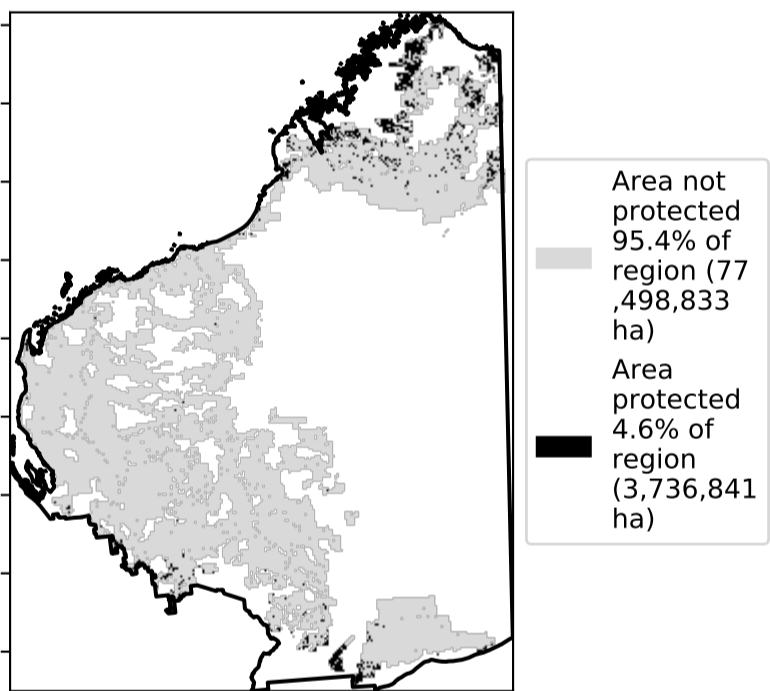 Area not
protected
95.4% of
region (77
,498,833
ha)
Area
protected
4.6% of
region
(3,736,841
ha)